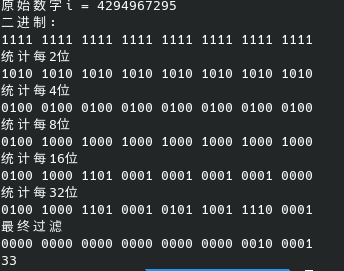 原始数字i = 4294967295
二进制:
1111 1111 1111 1111 1111 1111 1111 1111
统计每2位
1010 1010 1010 1010 1010 1010 1010 1010
统计每4位
0100 0100 0100 0100 0100 0100 0100 0100
统计每8位
0100 1000 1000 1000 1000 1000 1000 1000
统计每16位
0100 1000 1101 0001 0001 0001 0001 0000
统计每32位
0100 1000 1101 0001 0101 1001 1110 0001
最终过滤
0000 0000 0000 0000 0000 0000 0010 0001
33